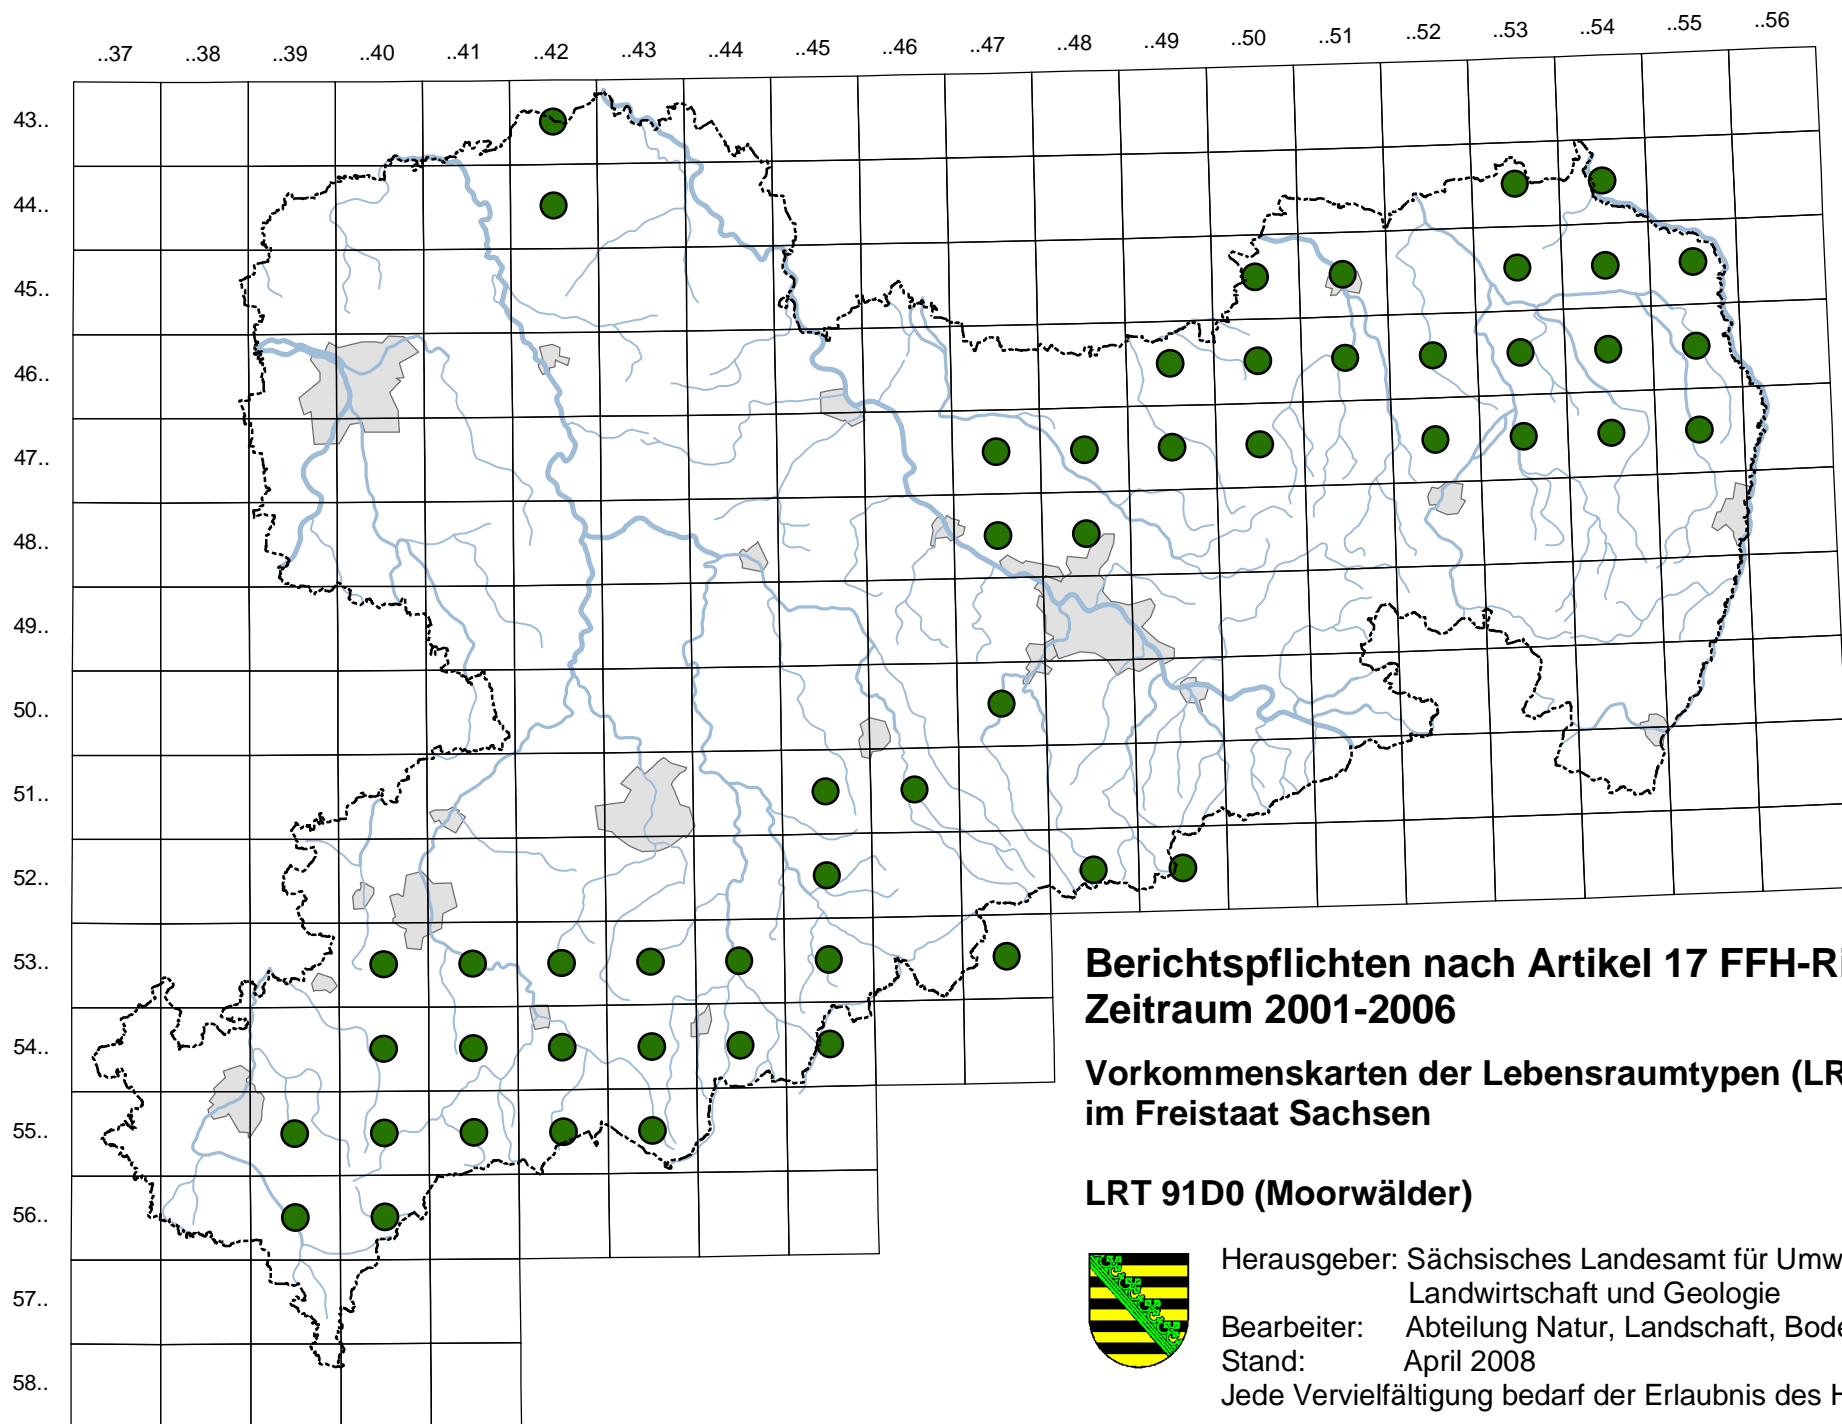 ..37 ..38 ..39 ..40 ..41 ..42 ..43 ..44 ..45 ..46 ..47 ..48 ..49 ..50 ..51 ..52 ..53 ..54 ..55 ..56
43..
44..
45..
46..
47..
48..
49..
50..
51..
52..
53..
54..
55..
56..
57..
58..
Berichtspflichten nach Artikel 17 FFH-Ri
Zeitraum 2001-2006
Vorkommenskarten der Lebensraumtypen (LR
im Freistaat Sachsen
LRT 91D0 (Moorwälder)
Herausgeber: Sächsisches Landesamt für Umw
Landwirtschaft und Geologie
Bearbeiter: Abteilung Natur, Landschaft, Bode
Stand: April 2008
Jede Vervielfältigung bedarf der Erlaubnis des H